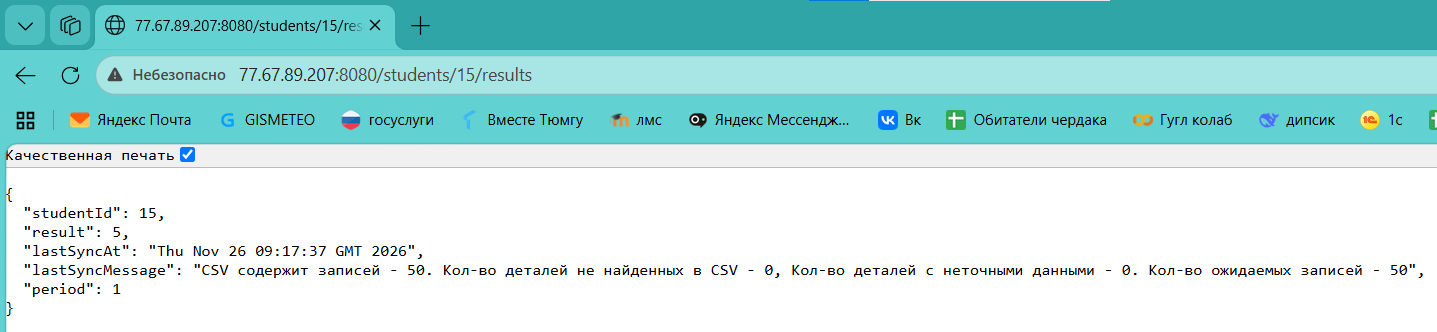 77.67.89.207:8080/students/15/res
Небезопасно 77.67.89.207:8080/students/15/results
Яндекс Почта GISMETEO госуслуги Вместе Тюмгу лмс Яндекс Мессендж... Вк Обитатели чердака Гугл колаб дипсик 1с
Качественная печать
{
"studentId": 15,
"result": 5,
"lastSyncAt": "Thu Nov 26 09:17:37 GMT 2026",
"lastSyncMessage": "CSV содержит записей - 50. Кол-во деталей не найденных в CSV - 0, Кол-во деталей с неточными данными - 0. Кол-во ожидаемых записей - 50",
"period": 1
}